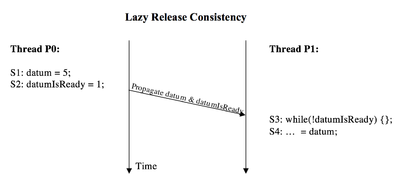 Lazy Release Consistency
Thread P0:
S1: datum = 5;
S2: datumIsReady = 1;
Propagate datum & datumIsReady
Thread P1:
S3: while(!datumIsReady) {};
S4: … = datum;
Time